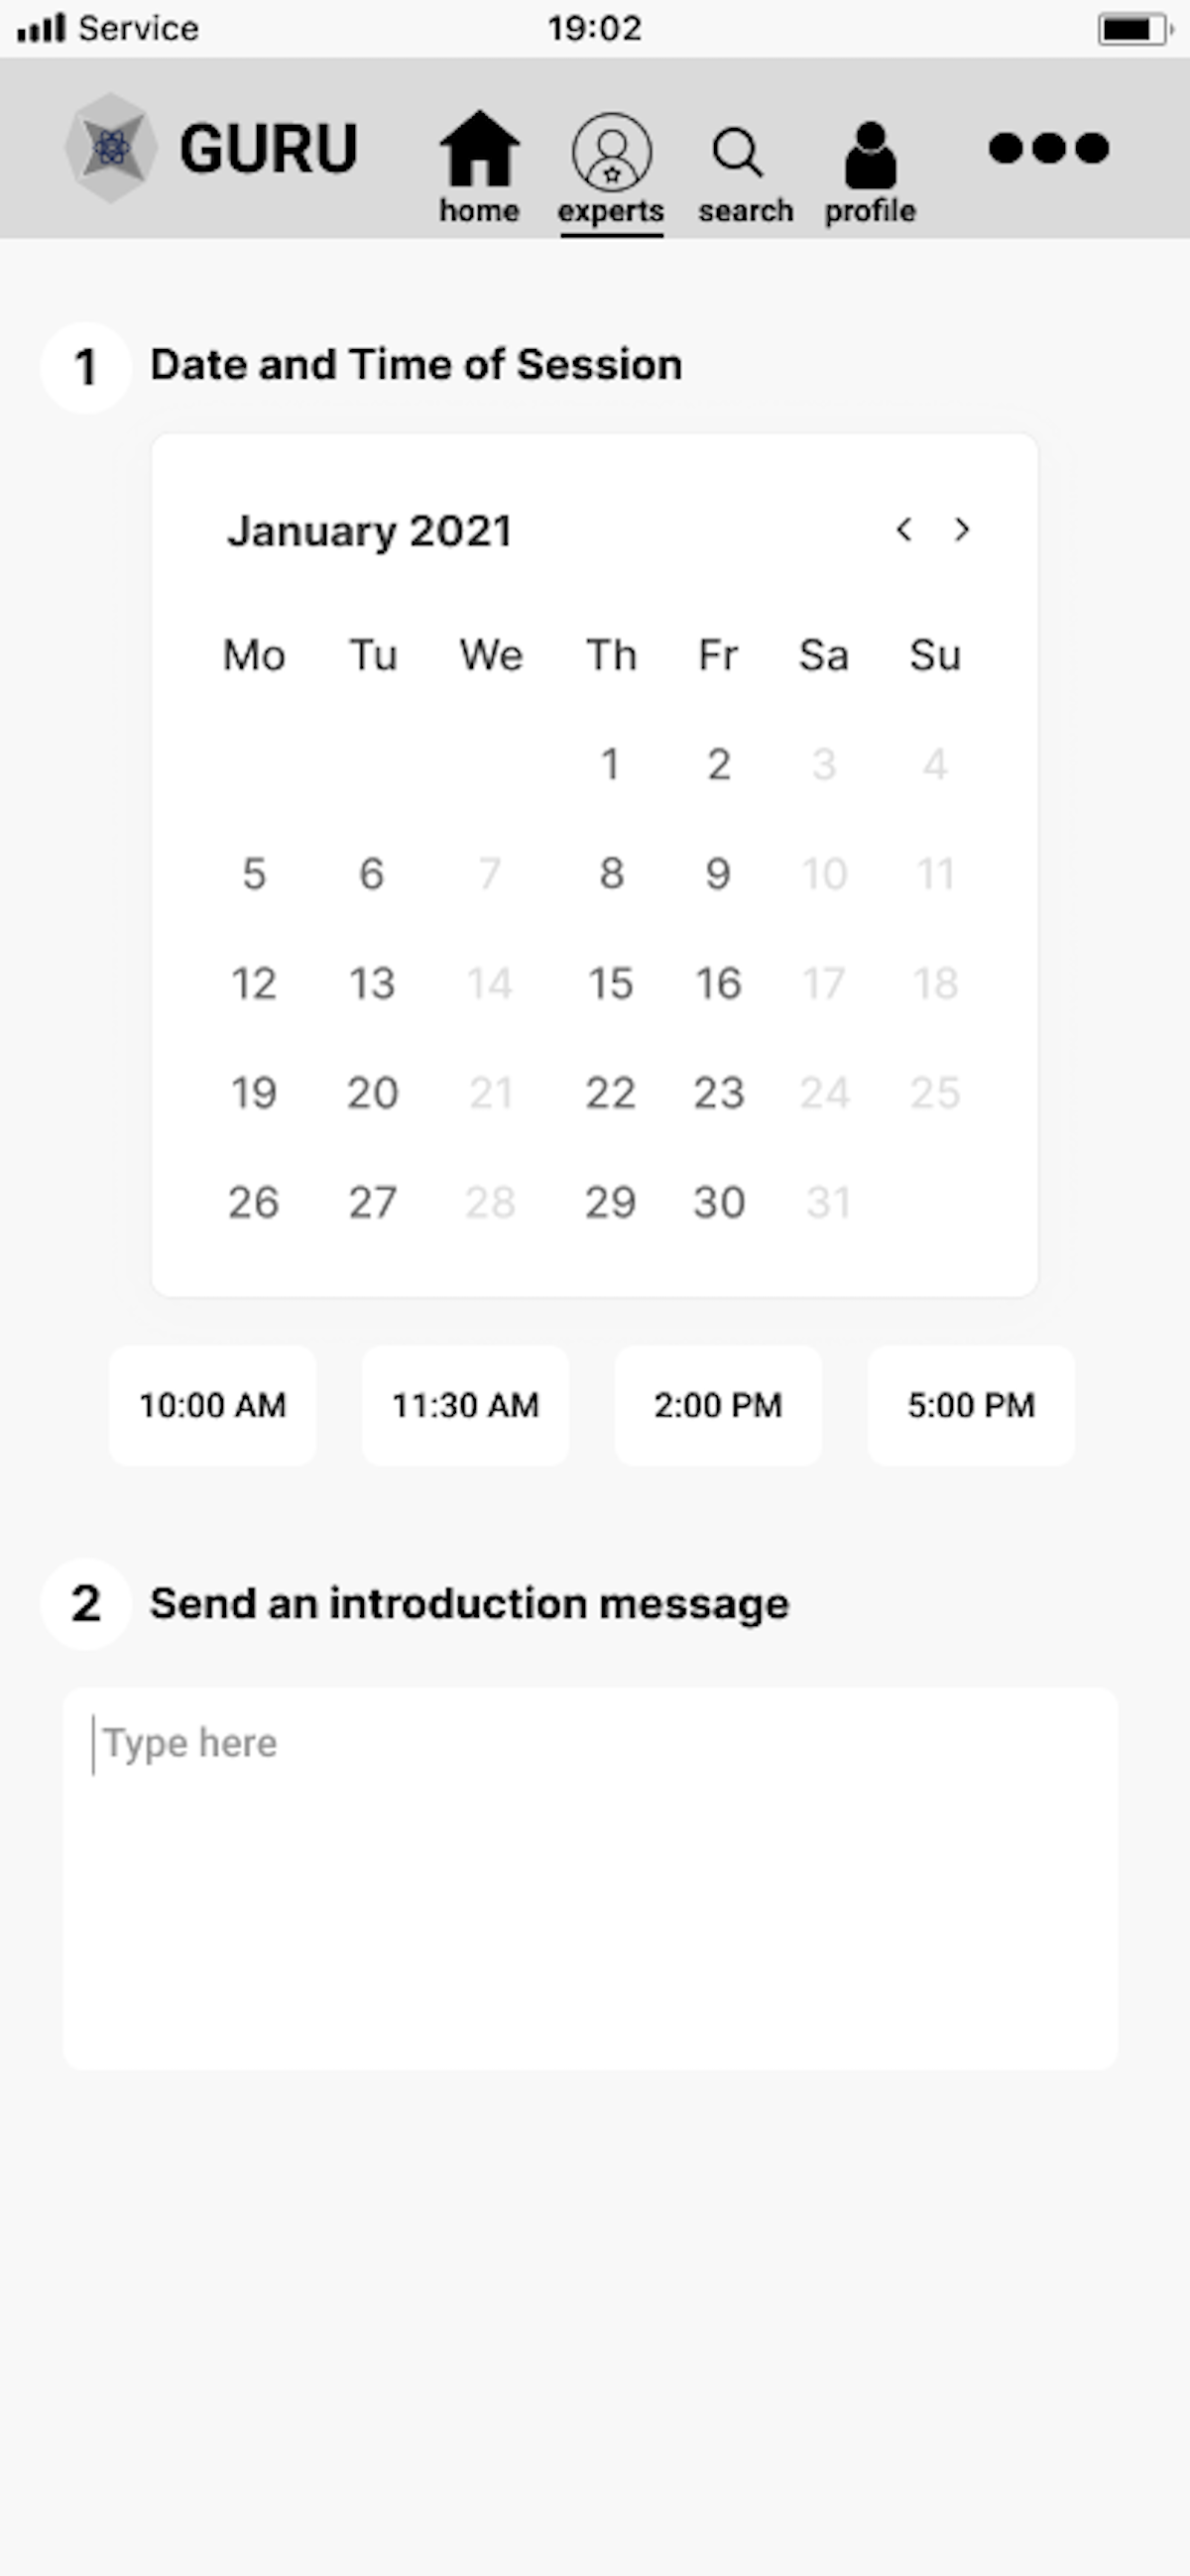 Service 19:02
GURU
home experts search profile
1 Date and Time of Session
January 2021 < >
Mo Tu We Th Fr Sa Su
1 2 3 4
5 6 7 8 9 10 11
12 13 14 15 16 17 18
19 20 21 22 23 24 25
26 27 28 29 30 31
10:00 AM 11:30 AM 2:00 PM 5:00 PM
2 Send an introduction message
Type here